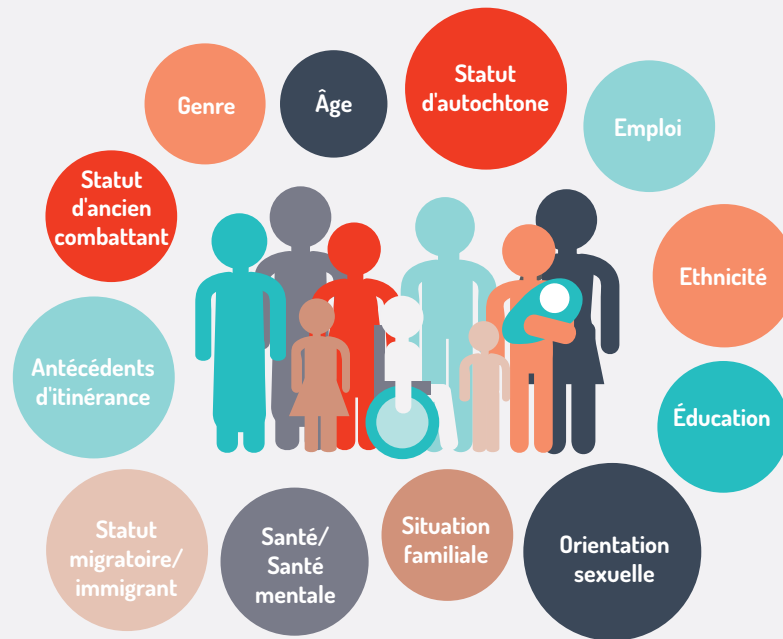 Genre
Âge
Statut
d'autochtone
Emploi
Statut
d'ancien
combattant
Ethnicité
Antécédents
d'itinérance
Éducation
Statut
migratoire/
immigrant
Santé/
Santé
mentale
Situation
familiale
Orientation
sexuelle